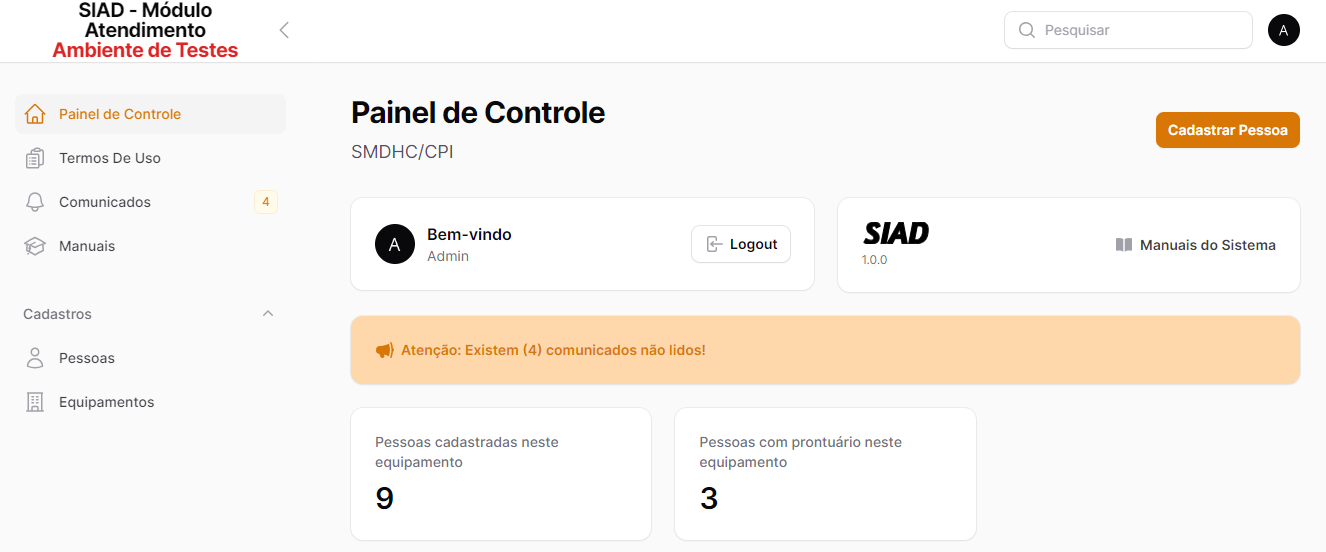 SIAD - Módulo
Atendimento
Ambiente de Testes
Pesquisar
A
Painel de Controle
Termos De Uso
Comunicados
4
Manuais
Cadastros
Pessoas
Equipamentos
Painel de Controle
SMDHC/CPI
Cadastrar Pessoa
A
Bem-vindo
Admin
Logout
SIAD
1.0.0
Manuais do Sistema
Atenção: Existem (4) comunicados não lidos!
Pessoas cadastradas neste
equipamento
9
Pessoas com prontuário neste
equipamento
3